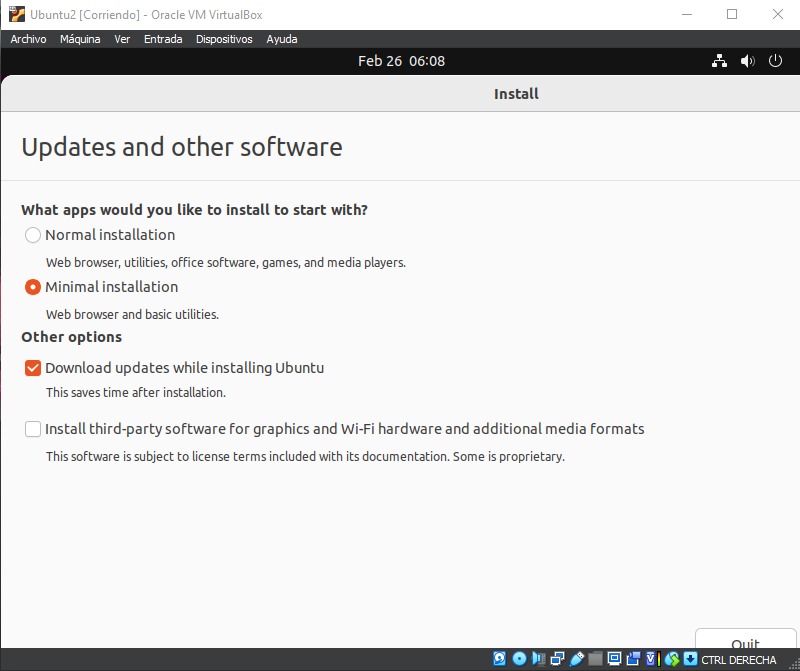 Ubuntu2 [Corriendo] - Oracle VM VirtualBox
Archivo Máquina Ver Entrada Dispositivos Ayuda
Feb 26 06:08
Install
Updates and other software
What apps would you like to install to start with?
Normal installation
Web browser, utilities, office software, games, and media players.
Minimal installation
Web browser and basic utilities.
Other options
Download updates while installing Ubuntu
This saves time after installation.
Install third-party software for graphics and Wi-Fi hardware and additional media formats
This software is subject to license terms included with its documentation. Some is proprietary.
Quit
CTRL DERECHA